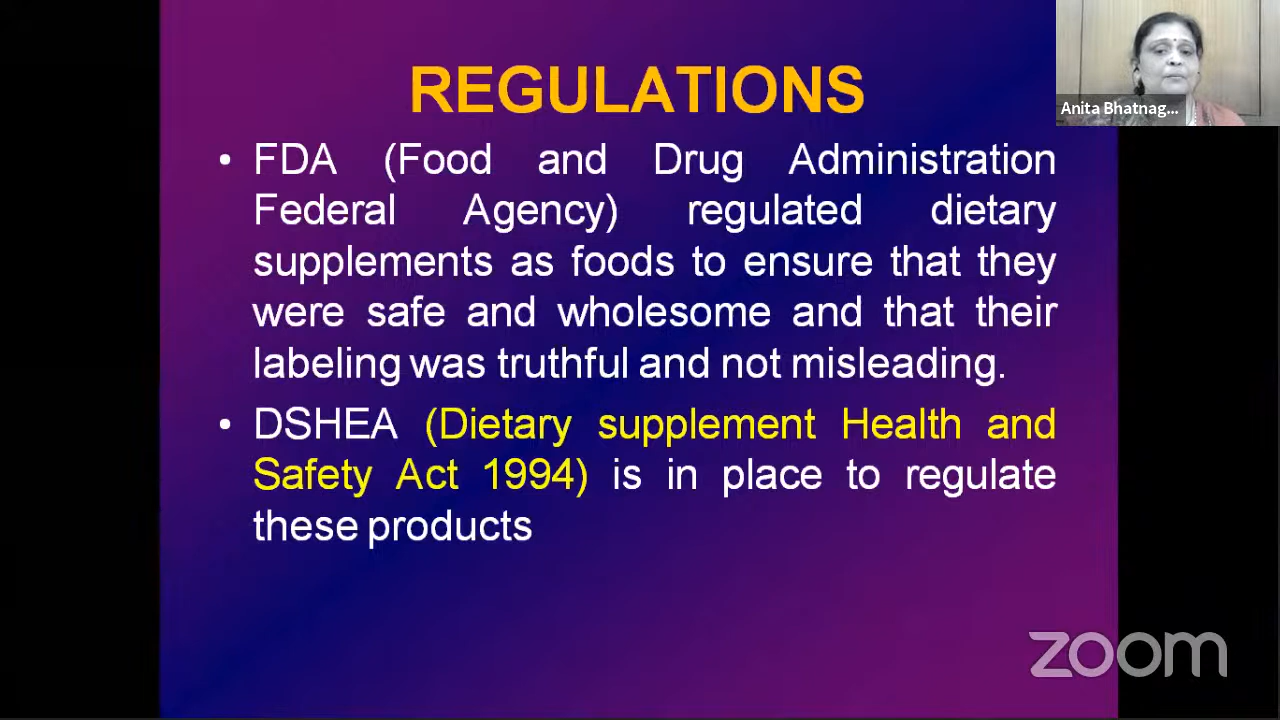 REGULATIONS
Anita Bhatnag...
• FDA (Food and Drug Administration
Federal Agency) regulated dietary
supplements as foods to ensure that they
were safe and wholesome and that their
labeling was truthful and not misleading.
• DSHEA (Dietary supplement Health and
Safety Act 1994) is in place to regulate
these products
zoom